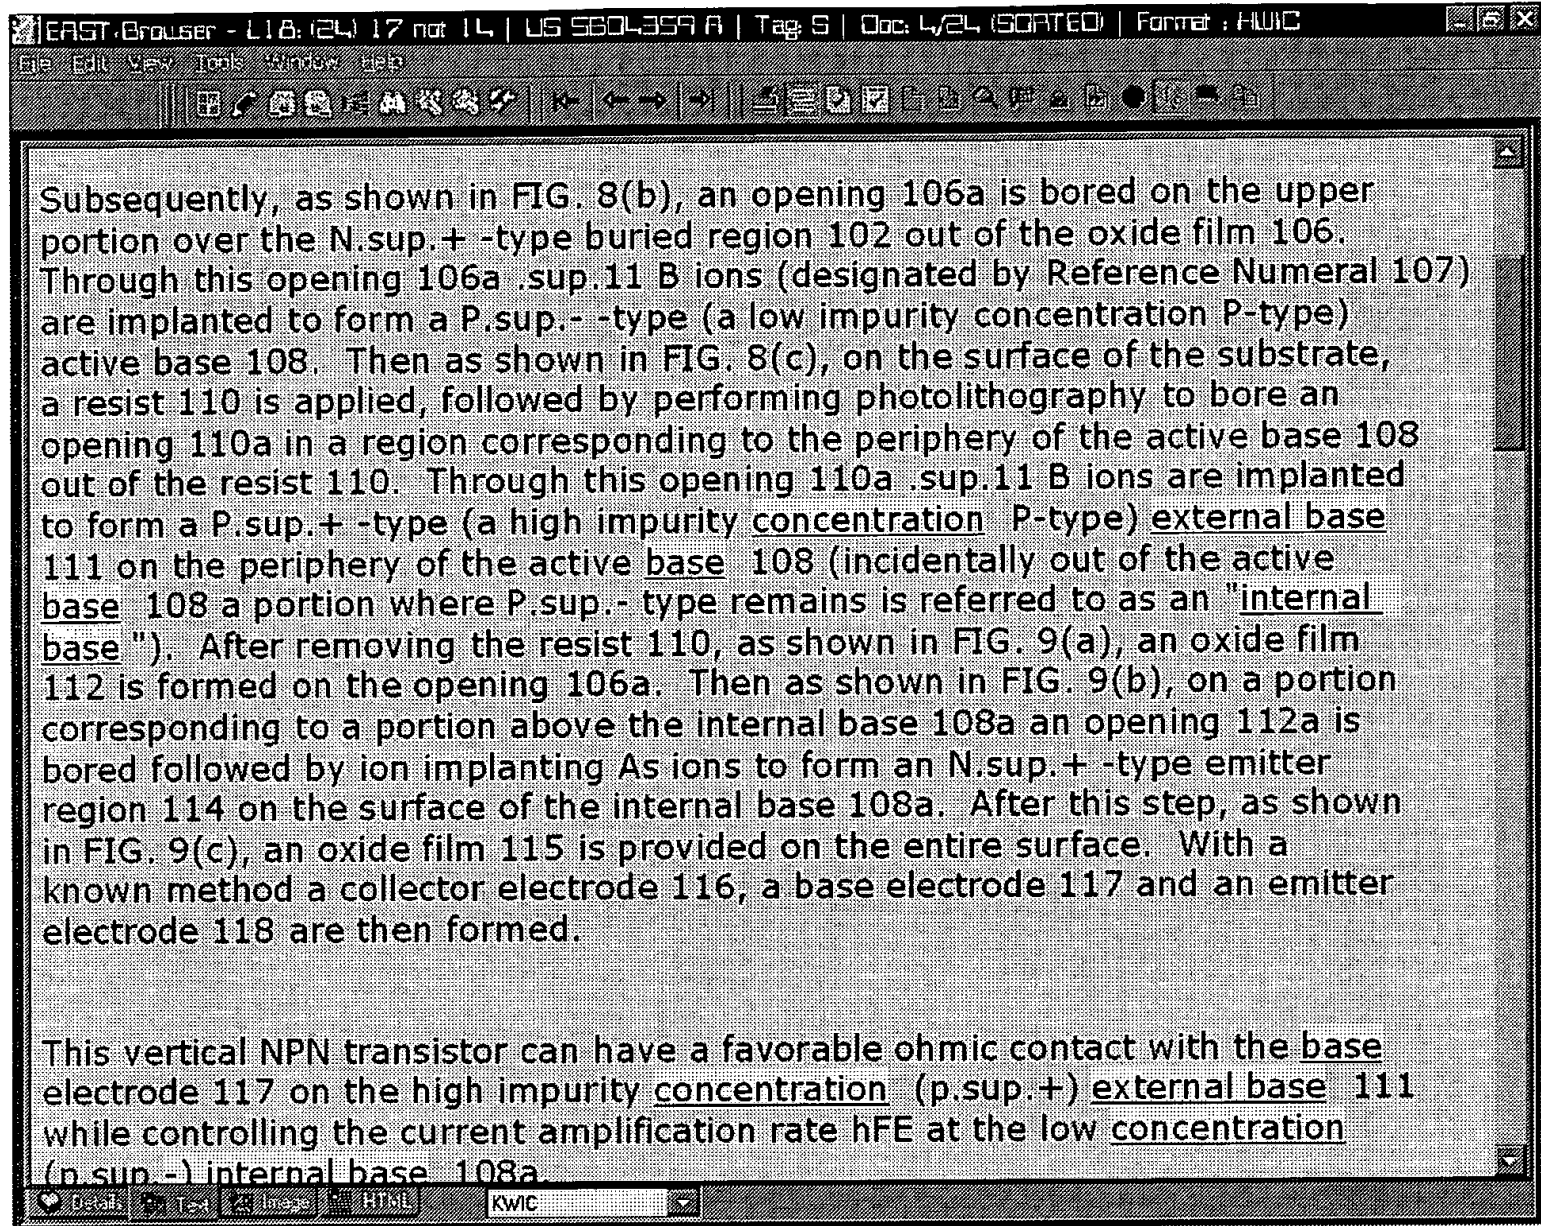 EAST Browser - L18: (24) 17 not 14 | US 5804359 A | Tag: S | Doc: 4/24 (SORTED) | Format : KWIC
File Edit View Tools Window Help
Subsequently, as shown in FIG. 8(b), an opening 106a is bored on the upper
portion over the N.sup.+ -type buried region 102 out of the oxide film 106.
Through this opening 106a .sup.11 B ions (designated by Reference Numeral 107)
are implanted to form a P.sup.- -type (a low impurity concentration P-type)
active base 108. Then as shown in FIG. 8(c), on the surface of the substrate,
a resist 110 is applied, followed by performing photolithography to bore an
opening 110a in a region corresponding to the periphery of the active base 108
out of the resist 110. Through this opening 110a .sup.11 B ions are implanted
to form a P.sup.+ -type (a high impurity concentration P-type) external base
111 on the periphery of the active base 108 (incidentally out of the active
base 108 a portion where P.sup.- type remains is referred to as an "internal
base "). After removing the resist 110, as shown in FIG. 9(a), an oxide film
112 is formed on the opening 106a. Then as shown in FIG. 9(b), on a portion
corresponding to a portion above the internal base 108a an opening 112a is
bored followed by ion implanting As ions to form an N.sup.+ -type emitter
region 114 on the surface of the internal base 108a. After this step, as shown
in FIG. 9(c), an oxide film 115 is provided on the entire surface. With a
known method a collector electrode 116, a base electrode 117 and an emitter
electrode 118 are then formed.
This vertical NPN transistor can have a favorable ohmic contact with the base
electrode 117 on the high impurity concentration (p.sup.+) external base 111
while controlling the current amplification rate hFE at the low concentration
(p.sup.-) internal base 108a.
Details Text Image HTML KWIC